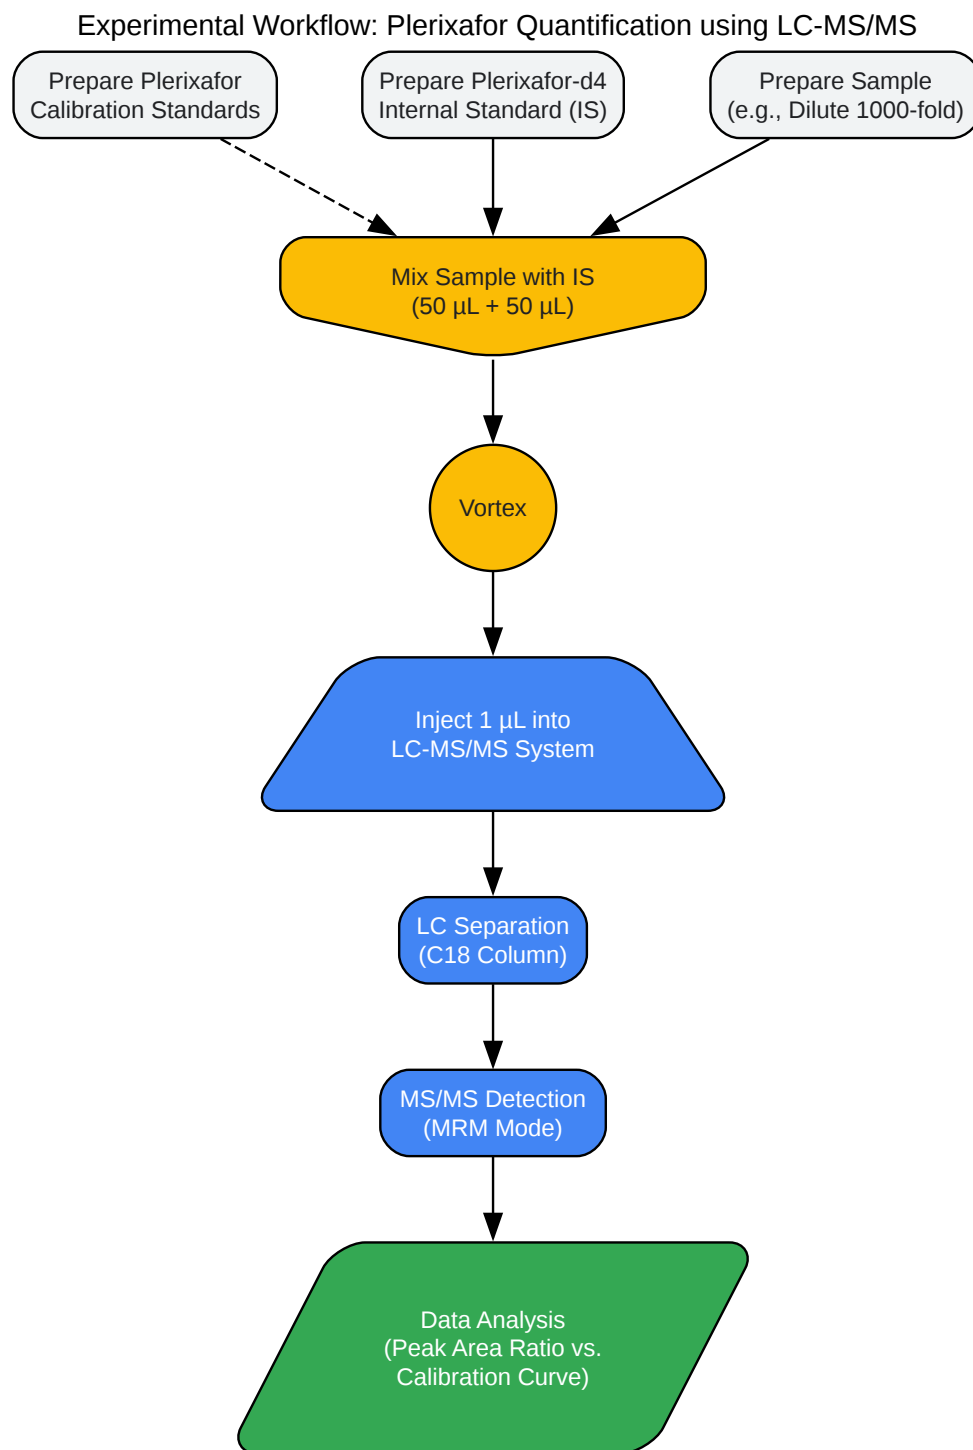 Experimental Workflow: Plerixafor Quantification using LC-MS/MS
Prepare Plerixafor
Calibration Standards
Prepare Plerixafor-d4
Internal Standard (IS)
Prepare Sample
(e.g., Dilute 1000-fold)
Mix Sample with IS
(50 µL + 50 µL)
Vortex
Inject 1 µL into
LC-MS/MS System
LC Separation
(C18 Column)
MS/MS Detection
(MRM Mode)
Data Analysis
(Peak Area Ratio vs.
Calibration Curve)